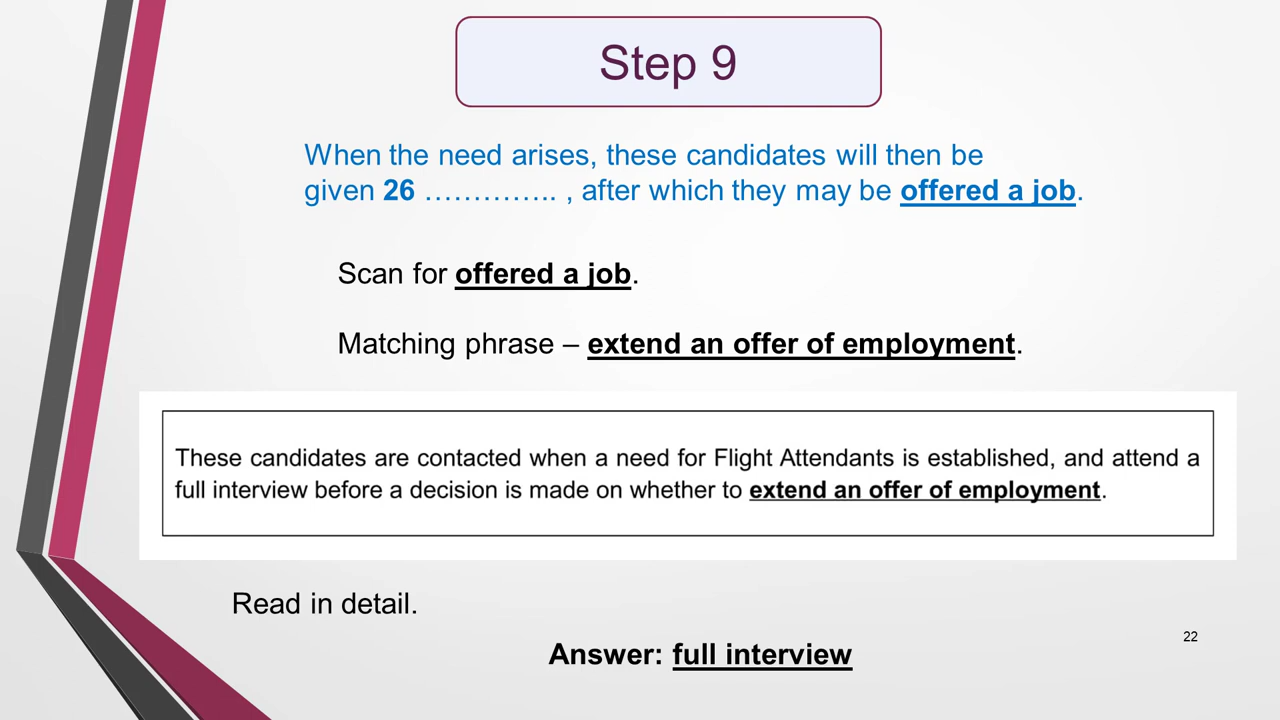 Step 9
When the need arises, these candidates will then be
given 26 ………….. , after which they may be offered a job.
Scan for offered a job.
Matching phrase – extend an offer of employment.
These candidates are contacted when a need for Flight Attendants is established, and attend a
full interview before a decision is made on whether to extend an offer of employment.
Read in detail.
22
Answer: full interview